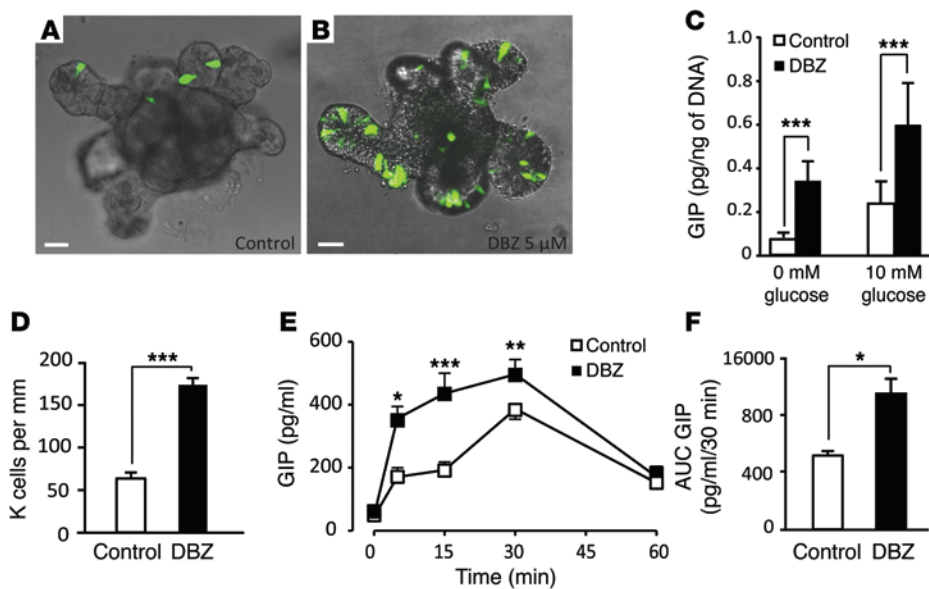 A
Control
B
DBZ 5 μM
C
Control
DBZ
GIP (pg/ng of DNA)
1.0
0.8
0.6
0.4
0.2
0
***
***
0 mM
glucose
10 mM
glucose
D
K cells per mm
200
150
100
50
0
***
Control
DBZ
E
GIP (pg/ml)
600
400
200
0
*
***
**
Control
DBZ
0
15
30
45
60
Time (min)
F
AUC GIP
(pg/ml/30 min)
16000
800
400
0
*
Control
DBZ